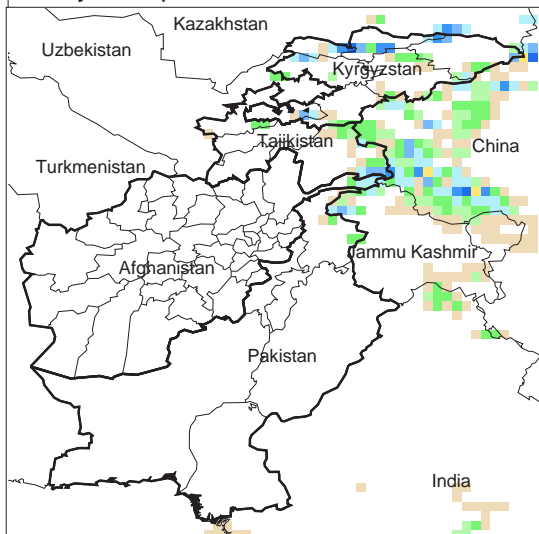 Kazakhstan
Uzbekistan
Kyrgyzstan
Tajikistan
China
Turkmenistan
Jammu Kashmir
Afghanistan
Pakistan
India